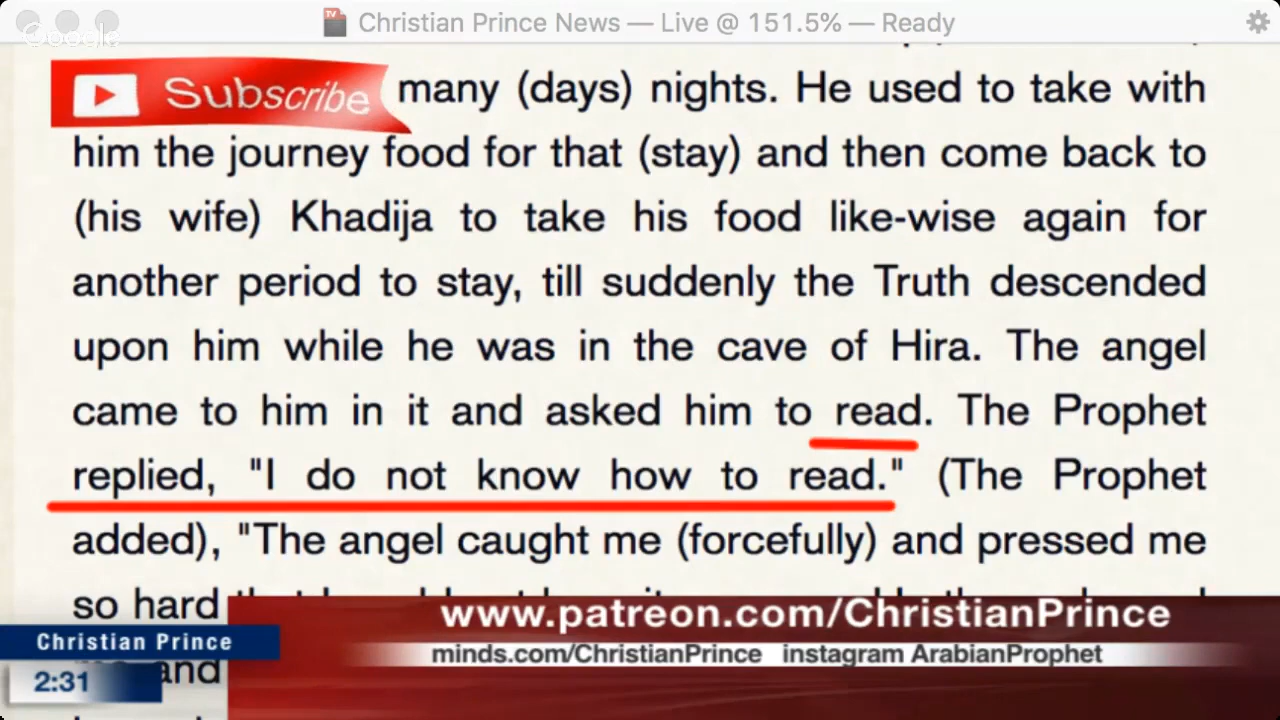 Christian Prince News — Live @ 151.5% — Ready
Google
Subscribe
many (days) nights. He used to take with
him the journey food for that (stay) and then come back to
(his wife) Khadija to take his food like-wise again for
another period to stay, till suddenly the Truth descended
upon him while he was in the cave of Hira. The angel
came to him in it and asked him to read. The Prophet
replied, "I do not know how to read." (The Prophet
added), "The angel caught me (forcefully) and pressed me
so hard
and
www.patreon.com/ChristianPrince
Christian Prince
minds.com/ChristianPrince instagram ArabianProphet
2:31